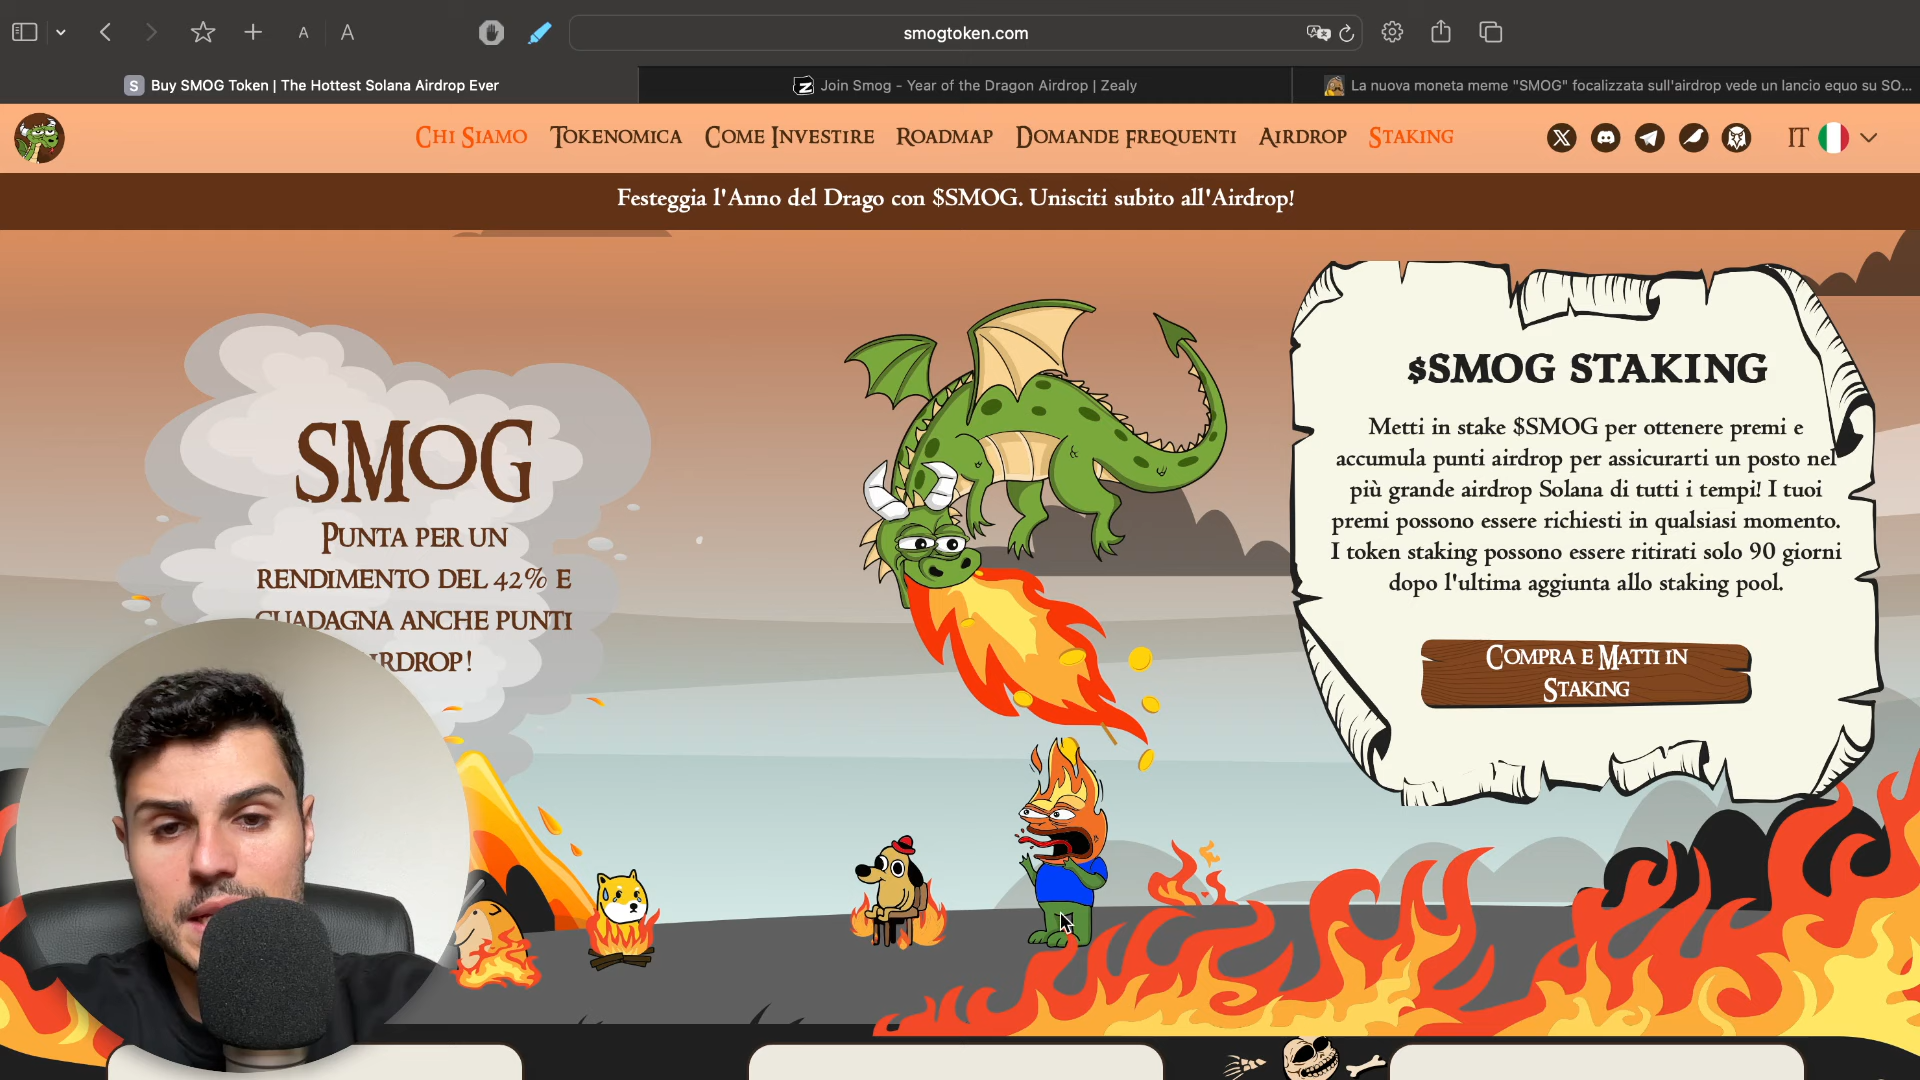 A
A
smogtoken.com
S Buy SMOG Token | The Hottest Solana Airdrop Ever
Z Join Smog - Year of the Dragon Airdrop | Zealy
La nuova moneta meme "SMOG" focalizzata sull'airdrop vede un lancio equo su SO...
Chi Siamo
Tokenomica
Come Investire
Roadmap
Domande Frequenti
Airdrop
Staking
IT
Festeggia l'Anno del Drago con $SMOG. Unisciti subito all'Airdrop!
SMOG
Punta per un
rendimento del 42% e
guadagna anche punti
airdrop!
$SMOG STAKING
Metti in stake $SMOG per ottenere premi e
accumula punti airdrop per assicurarti un posto nel
più grande airdrop Solana di tutti i tempi! I tuoi
premi possono essere richiesti in qualsiasi momento.
I token staking possono essere ritirati solo 90 giorni
dopo l'ultima aggiunta allo staking pool.
Compra e Matti in
Staking